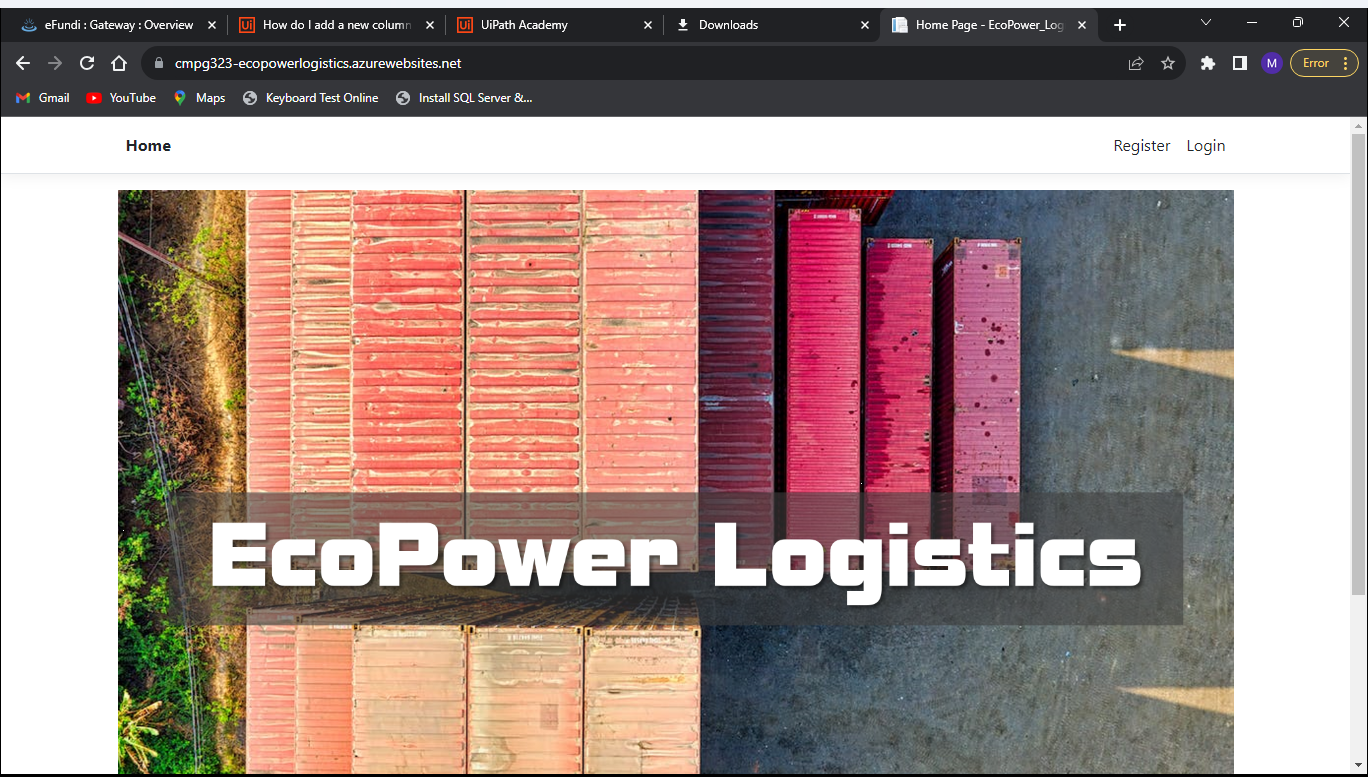 eFundi : Gateway : Overview
How do I add a new column
UiPath Academy
Downloads
Home Page - EcoPower_Log
cmpg323-ecopowerlogistics.azurewebsites.net
M
Error
Gmail
YouTube
Maps
Keyboard Test Online
Install SQL Server &...
Home
Register
Login
EcoPower Logistics